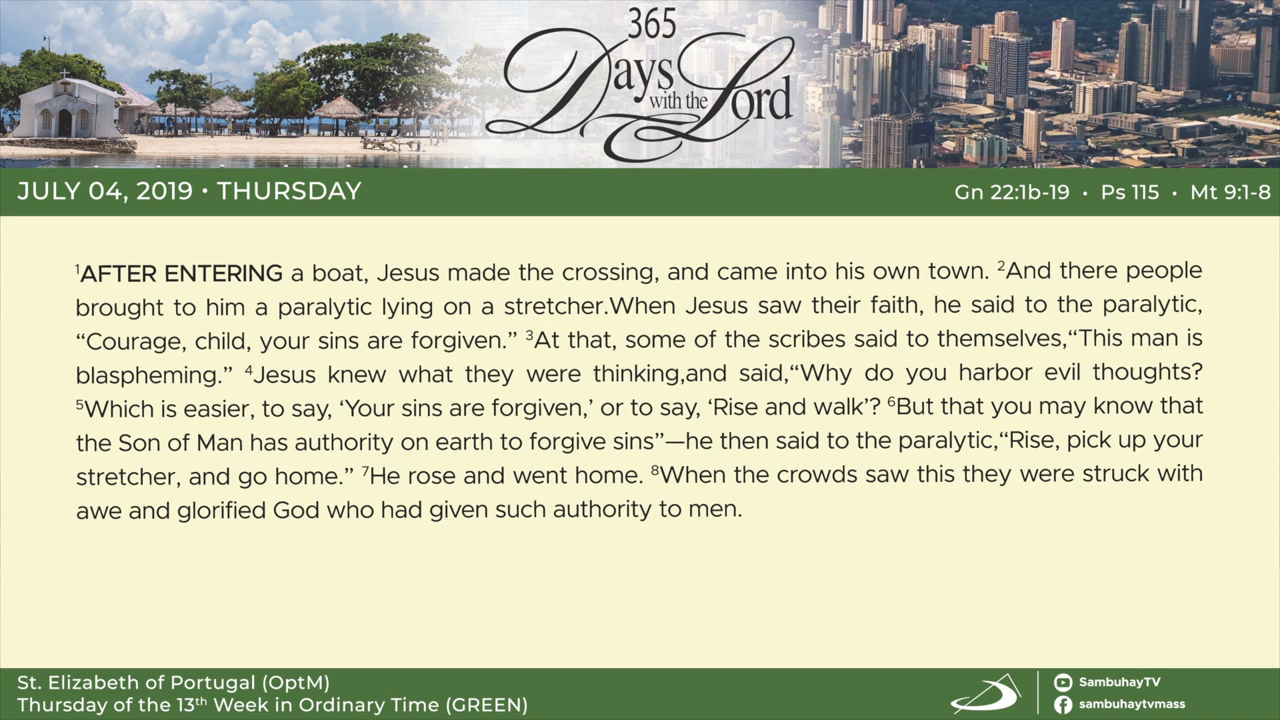 365
Days with the Lord
JULY 04, 2019 • THURSDAY
Gn 22:1b-19 • Ps 115 • Mt 9:1-8
¹AFTER ENTERING a boat, Jesus made the crossing, and came into his own town. ²And there people
brought to him a paralytic lying on a stretcher.When Jesus saw their faith, he said to the paralytic,
“Courage, child, your sins are forgiven.” ³At that, some of the scribes said to themselves,“This man is
blaspheming.” ⁴Jesus knew what they were thinking,and said,“Why do you harbor evil thoughts?
⁵Which is easier, to say, ‘Your sins are forgiven,’ or to say, ‘Rise and walk’? ⁶But that you may know that
the Son of Man has authority on earth to forgive sins”—he then said to the paralytic,“Rise, pick up your
stretcher, and go home.” ⁷He rose and went home. ⁸When the crowds saw this they were struck with
awe and glorified God who had given such authority to men.
St. Elizabeth of Portugal (OptM)
Thursday of the 13th Week in Ordinary Time (GREEN)
SambuhayTV
sambuhaytvmass